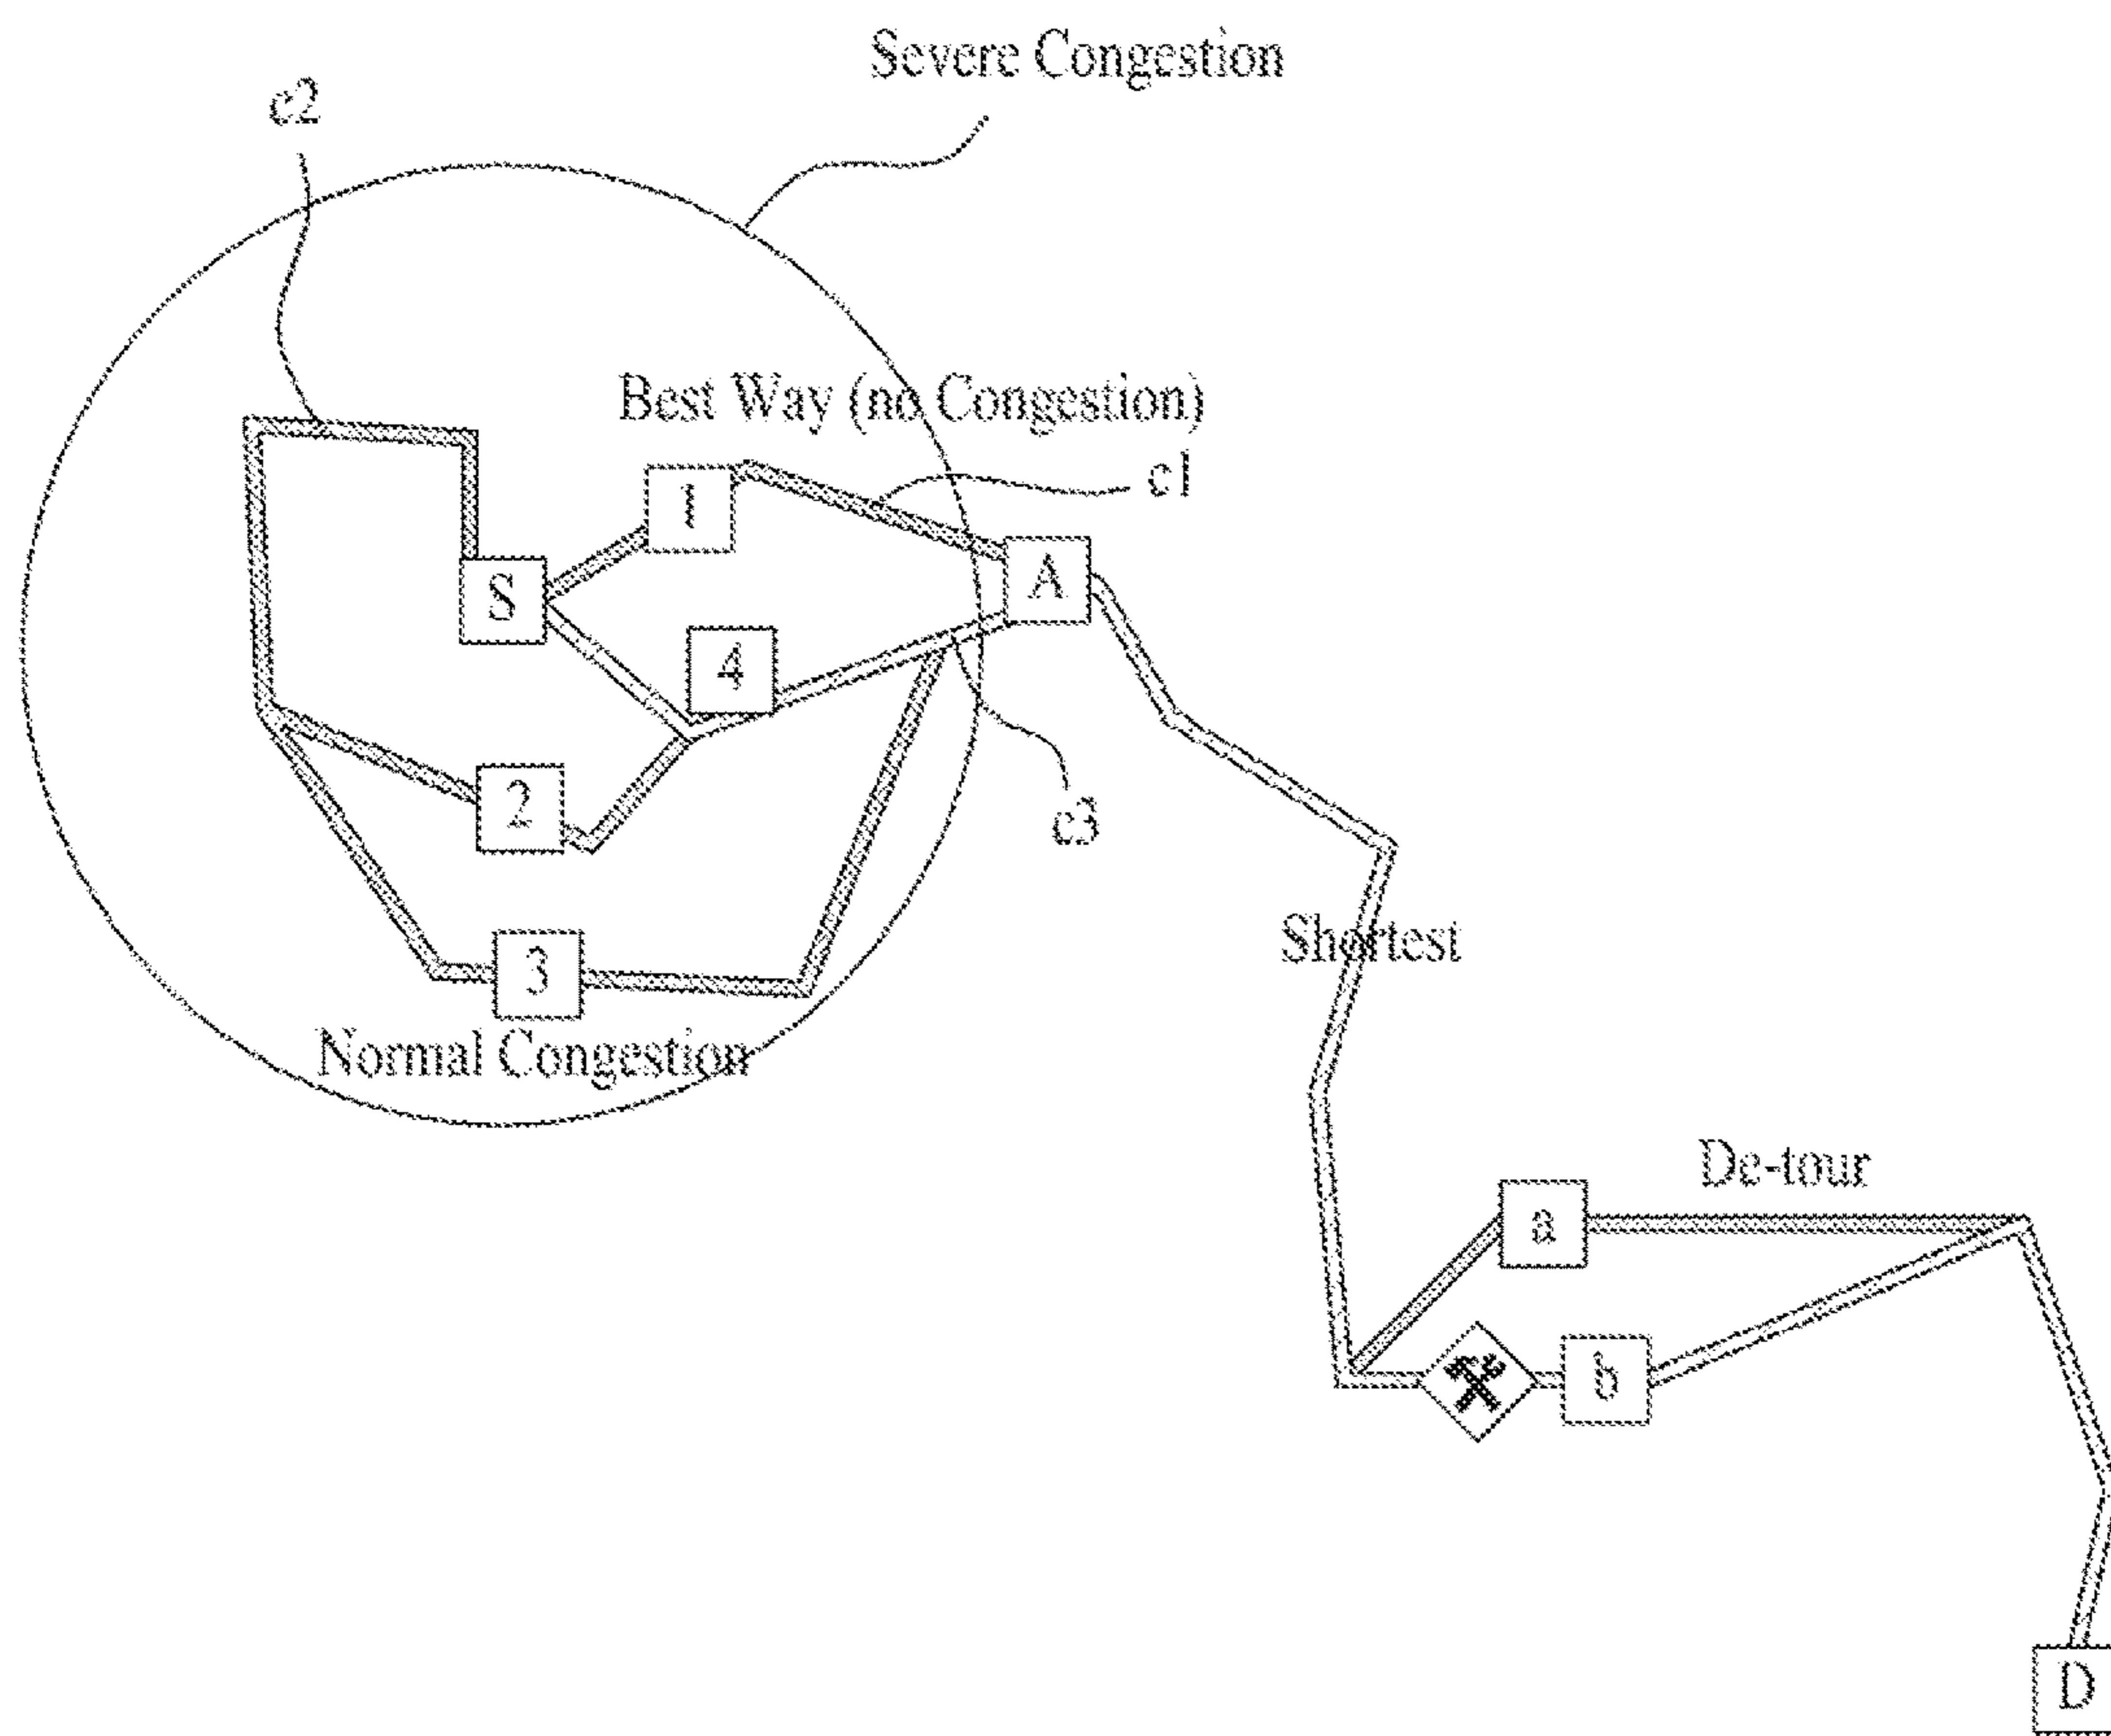 Severe Congestion
c2
Best Way (no Congestion)
c1
1
S
A
4
2
c3
Shortest
3
Normal Congestion
De-tour
a
b
D